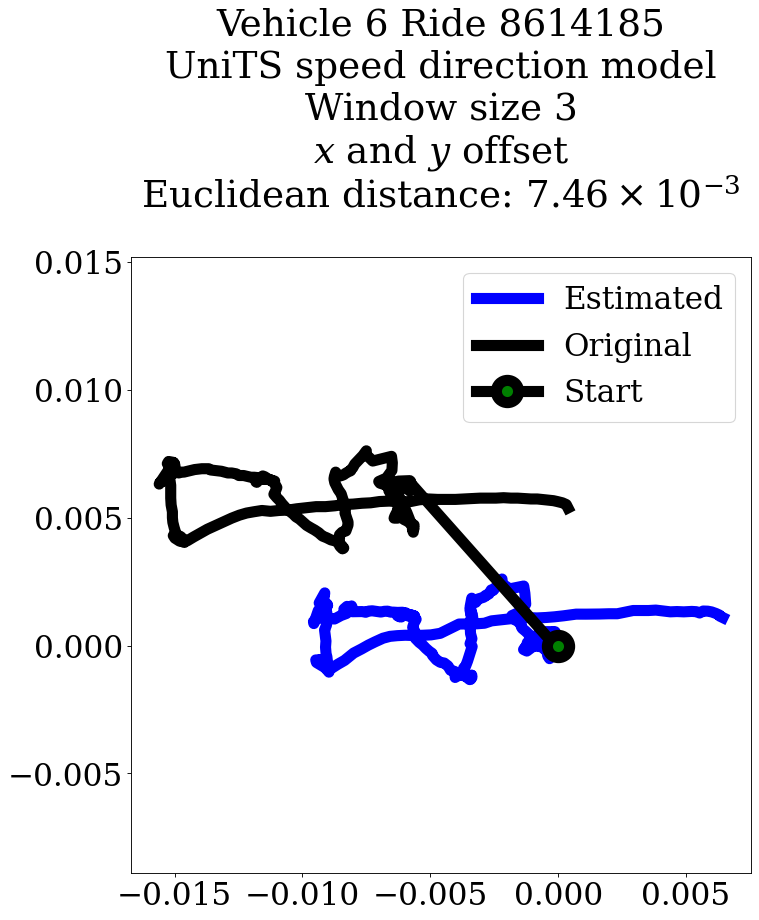 Vehicle 6 Ride 8614185
UniTS speed direction model
Window size 3
x and y offset
Euclidean distance: 7.46 × 10⁻³
Estimated
Original
Start
0.015
0.010
0.005
0.000
−0.005
−0.015 −0.010 −0.005 0.000 0.005